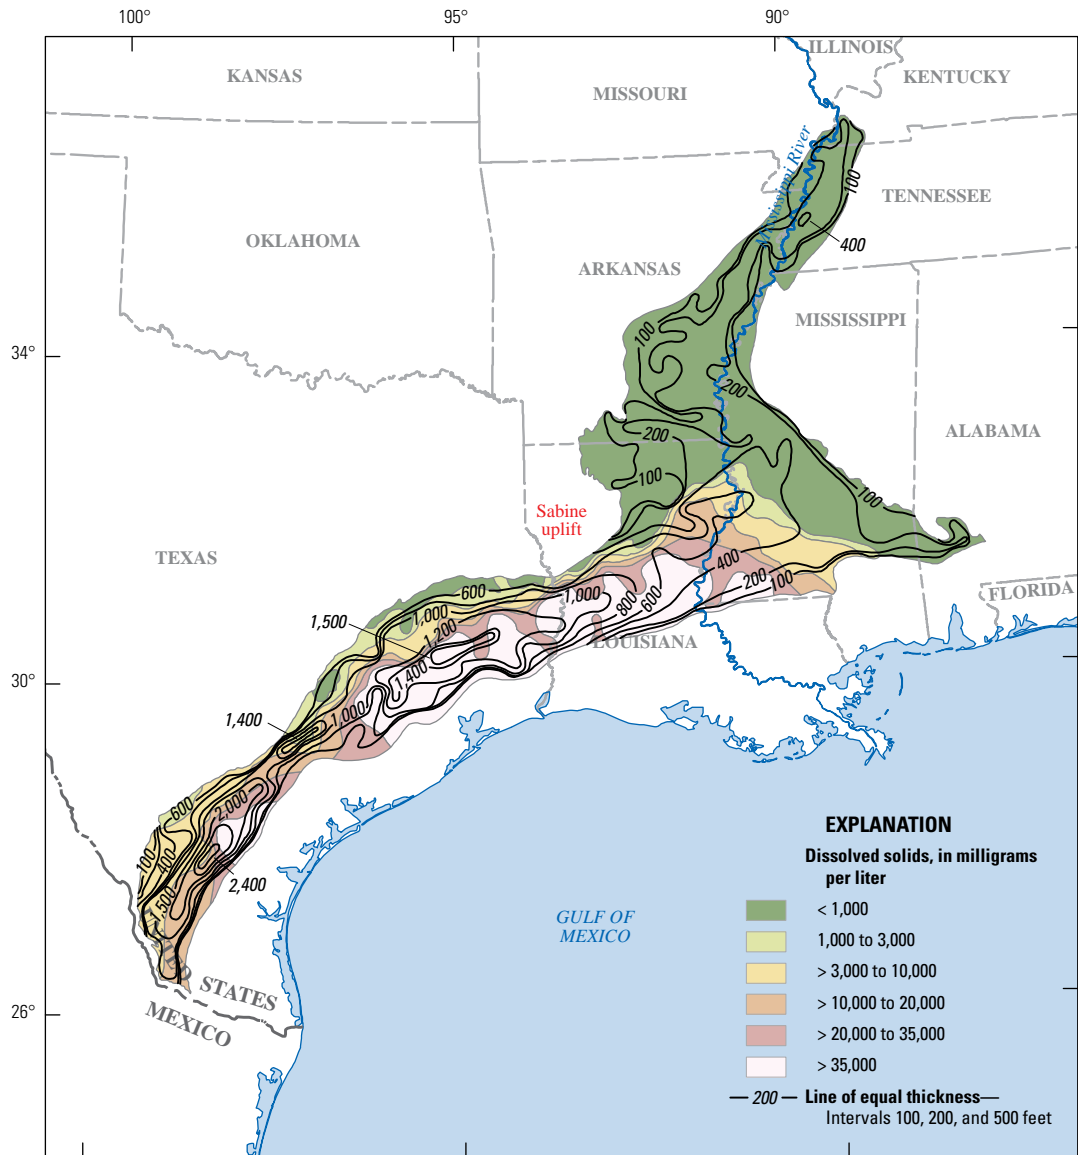 100°
95°
90°
ILLINOIS
KANSAS
KENTUCKY
MISSOURI
Mississippi River
100
TENNESSEE
OKLAHOMA
400
ARKANSAS
MISSISSIPPI
100
34°
200
ALABAMA
200
100
100
Sabine
uplift
TEXAS
400
200
100
600
1,000
800
600
FLORIDA
1,000
1,500
1,200
LOUISIANA
1,400
30°
1,000
1,400
600
2,000
100
400
2,400
1,500
EXPLANATION
Dissolved solids, in milligrams
per liter
< 1,000
1,000 to 3,000
> 3,000 to 10,000
> 10,000 to 20,000
> 20,000 to 35,000
> 35,000
200 Line of equal thickness—
Intervals 100, 200, and 500 feet
GULF OF
MEXICO
STATES
MEXICO
26°